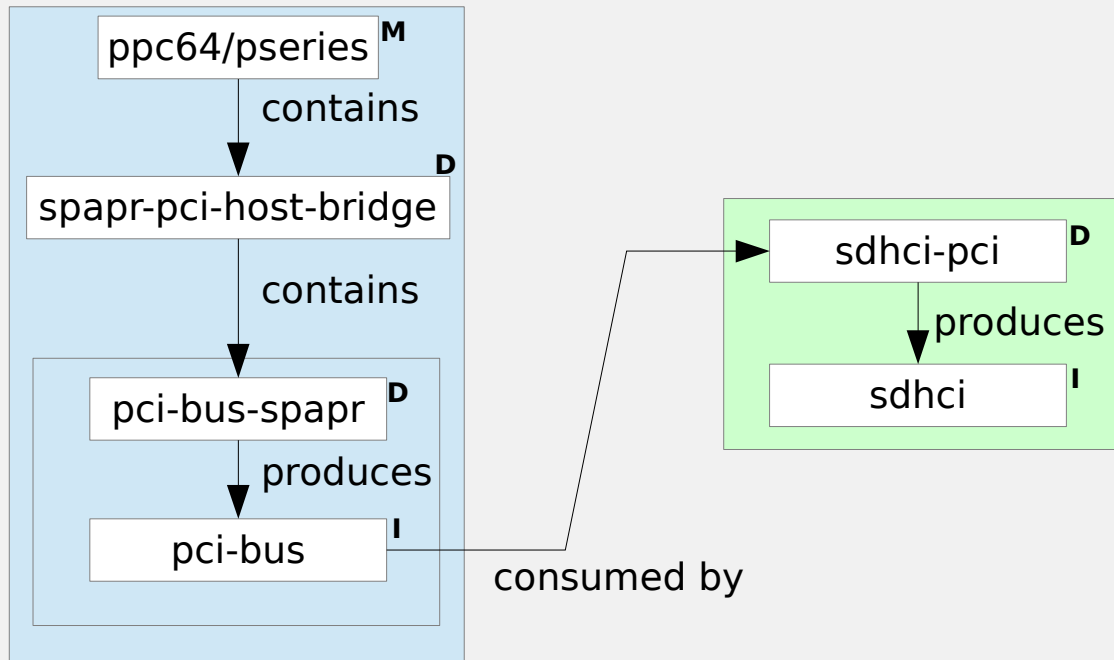 ppc64/pseries M
contains
D
spapr-pci-host-bridge
contains
pci-bus-spapr D
produces
pci-bus I
consumed by
sdhci-pci D
produces
sdhci I